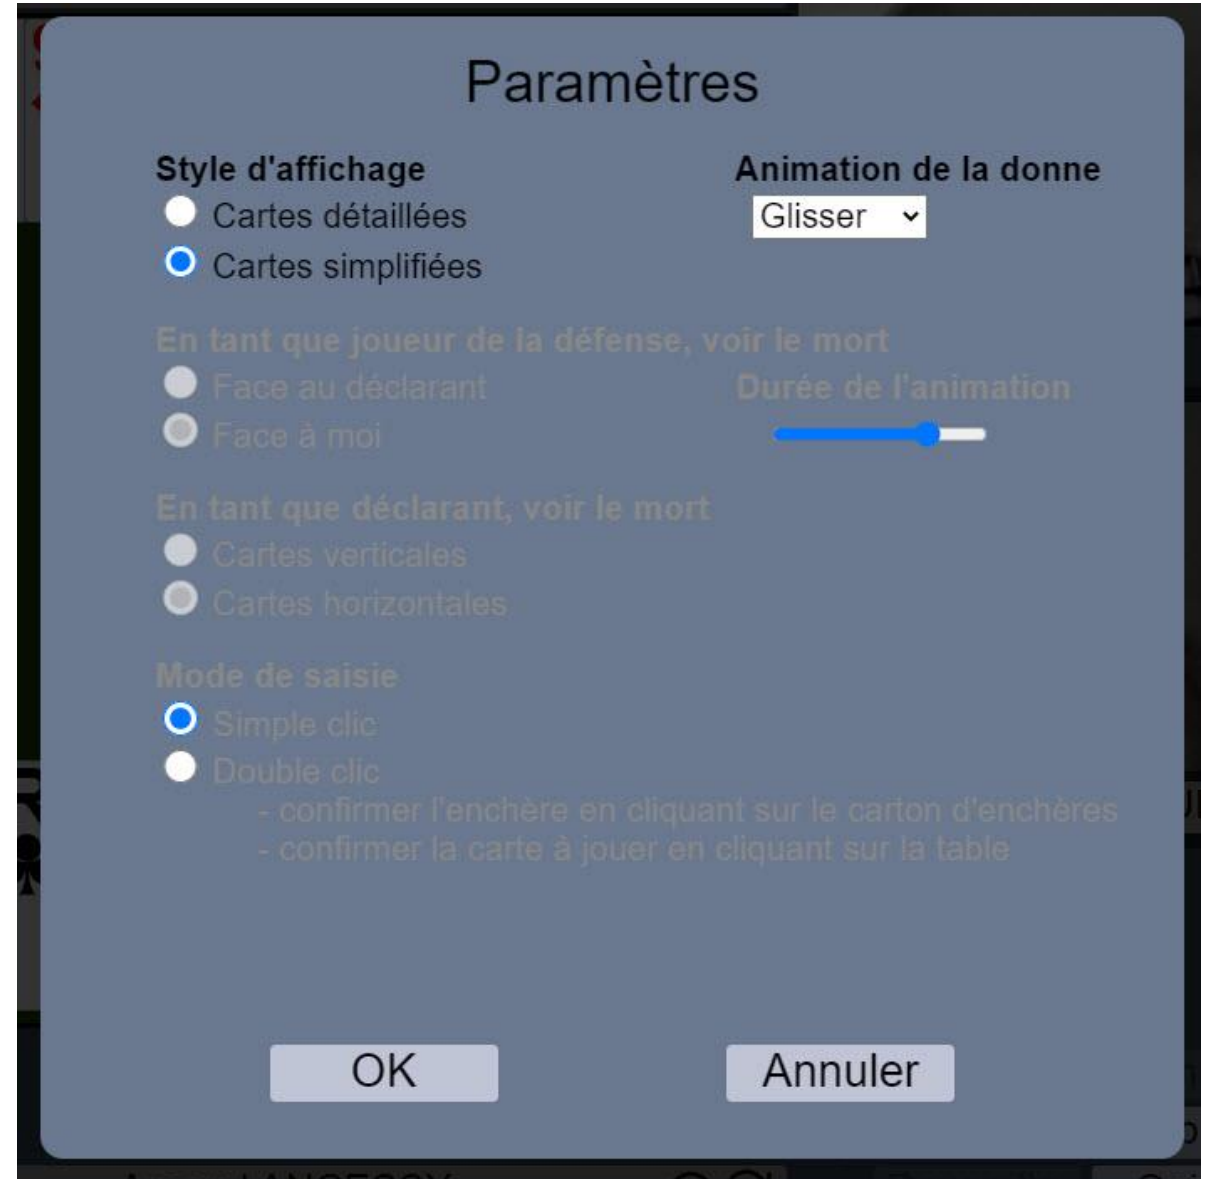 Paramètres
Style d'affichage
Cartes détaillées
Cartes simplifiées
Animation de la donne
Glisser
En tant que joueur de la défense, voir le mort
Face au déclarant
Face à moi
Durée de l'animation
En tant que déclarant, voir le mort
Cartes verticales
Cartes horizontales
Mode de saisie
Simple clic
Double clic
- confirmer l'enchère en cliquant sur le carton d'enchères
- confirmer la carte à jouer en cliquant sur la table
OK
Annuler